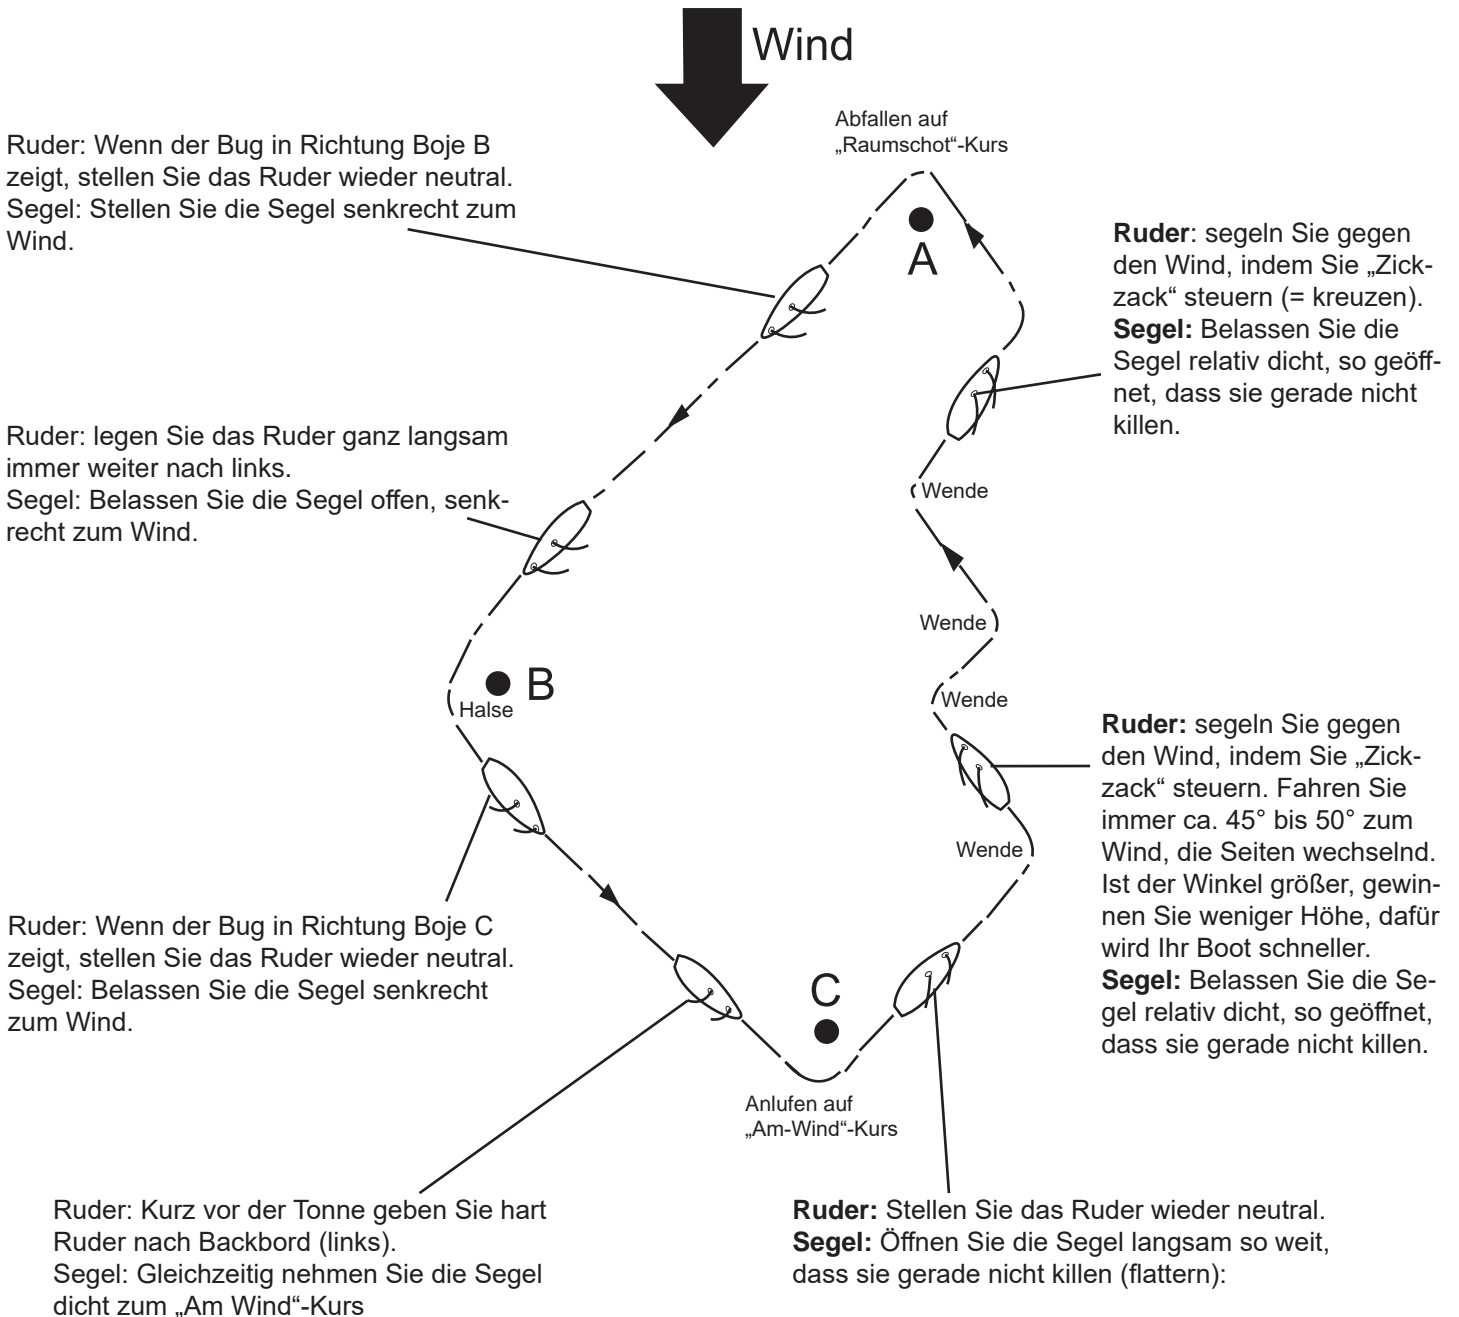 Wind
Abfallen auf
„Raumschot“-Kurs
Ruder: Wenn der Bug in Richtung Boje B
zeigt, stellen Sie das Ruder wieder neutral.
Segel: Stellen Sie die Segel senkrecht zum
Wind.
A
Ruder: segeln Sie gegen
den Wind, indem Sie „Zick-
zack“ steuern (= kreuzen).
Segel: Belassen Sie die
Segel relativ dicht, so geöff-
net, dass sie gerade nicht
killen.
Ruder: legen Sie das Ruder ganz langsam
immer weiter nach links.
Segel: Belassen Sie die Segel offen, senk-
recht zum Wind.
Wende
Wende
B
Halse
Wende
Wende
Ruder: segeln Sie gegen
den Wind, indem Sie „Zick-
zack“ steuern. Fahren Sie
immer ca. 45° bis 50° zum
Wind, die Seiten wechselnd.
Ist der Winkel größer, gewin-
nen Sie weniger Höhe, dafür
wird Ihr Boot schneller.
Segel: Belassen Sie die Se-
gel relativ dicht, so geöffnet,
dass sie gerade nicht killen.
Ruder: Wenn der Bug in Richtung Boje C
zeigt, stellen Sie das Ruder wieder neutral.
Segel: Belassen Sie die Segel senkrecht
zum Wind.
C
Anlufen auf
„Am-Wind“-Kurs
Ruder: Kurz vor der Tonne geben Sie hart
Ruder nach Backbord (links).
Segel: Gleichzeitig nehmen Sie die Segel
dicht zum „Am Wind“-Kurs
Ruder: Stellen Sie das Ruder wieder neutral.
Segel: Öffnen Sie die Segel langsam so weit,
dass sie gerade nicht killen (flattern):